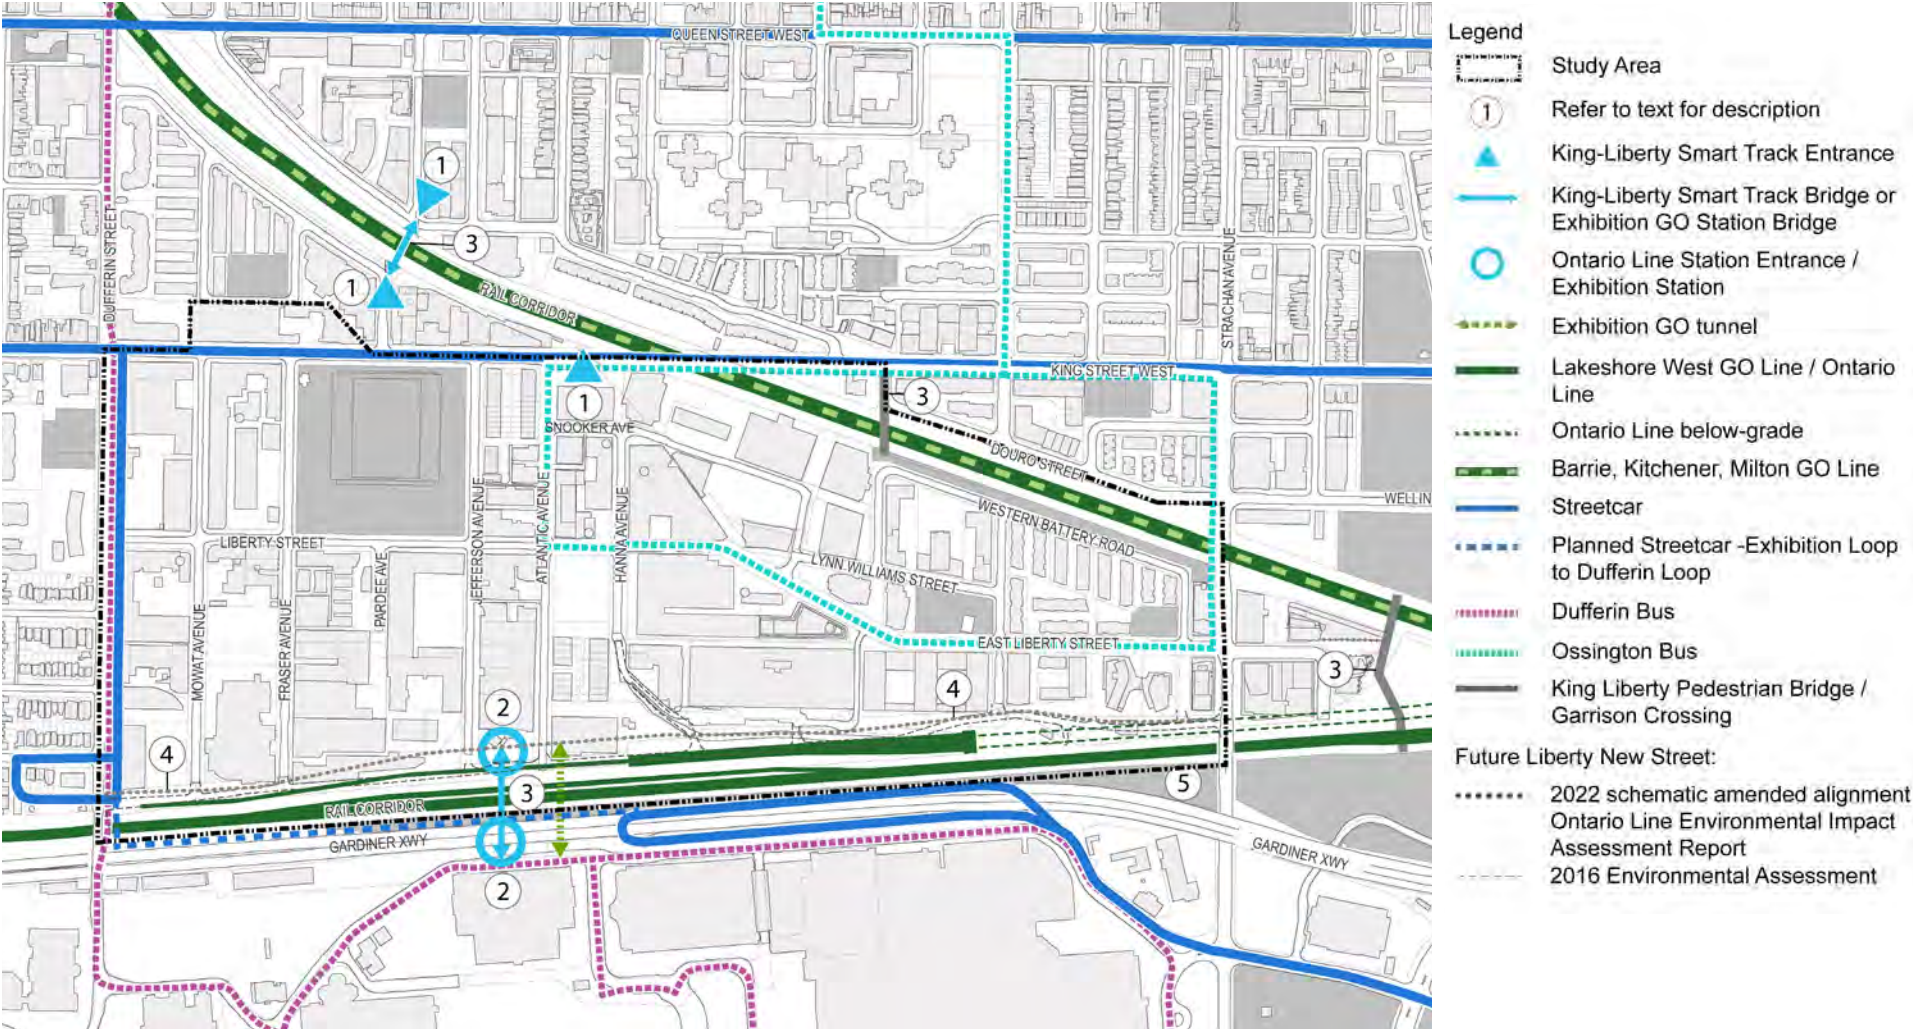 QUEEN STREET WEST
1
DUFFERIN STREET
3
1
RAIL CORRIDOR
STRACHAN AVENUE
KING STREET WEST
1
3
SNOOKER AVE
DOURO STREET
WELLIN
JEFFERSON AVENUE
ATLANTIC AVENUE
HANNA AVENUE
WESTERN BATTERY ROAD
LIBERTY STREET
PARDEE AVE
LYNN WILLIAMS STREET
MOWAT AVENUE
FRASER AVENUE
EAST LIBERTY STREET
3
4
2
4
3
5
RAIL CORRIDOR
GARDINER XWY
GARDINER XWY
2
Legend
Study Area
1
Refer to text for description
King-Liberty Smart Track Entrance
King-Liberty Smart Track Bridge or
Exhibition GO Station Bridge
Ontario Line Station Entrance /
Exhibition Station
Exhibition GO tunnel
Lakeshore West GO Line / Ontario
Line
Ontario Line below-grade
Barrie, Kitchener, Milton GO Line
Streetcar
Planned Streetcar -Exhibition Loop
to Dufferin Loop
Dufferin Bus
Ossington Bus
King Liberty Pedestrian Bridge /
Garrison Crossing
Future Liberty New Street:
2022 schematic amended alignment
Ontario Line Environmental Impact
Assessment Report
2016 Environmental Assessment